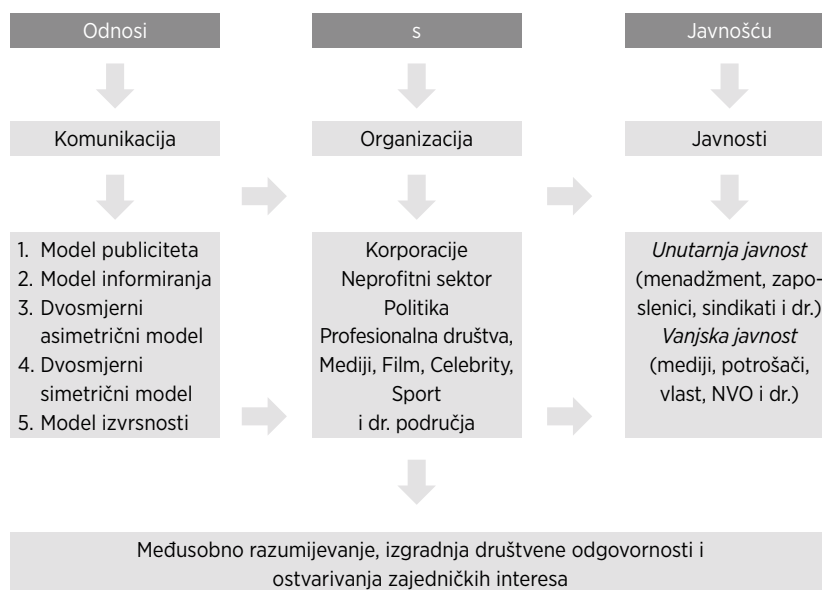 Odnosi
s
Javnošću
Komunikacija
Organizacija
Javnosti
1. Model publiciteta
2. Model informiranja
3. Dvosmjerni
asimetrični model
4. Dvosmjerni
simetrični model
5. Model izvrsnosti
Korporacije
Neprofitni sektor
Politika
Profesionalna društva,
Mediji, Film, Celebrity,
Sport
i dr. područja
Unutarnja javnost
(menadžment, zapo-
slenici, sindikati i dr.)
Vanjska javnost
(mediji, potrošači,
vlast, NVO i dr.)
Međusobno razumijevanje, izgradnja društvene odgovornosti i
ostvarivanja zajedničkih interesa